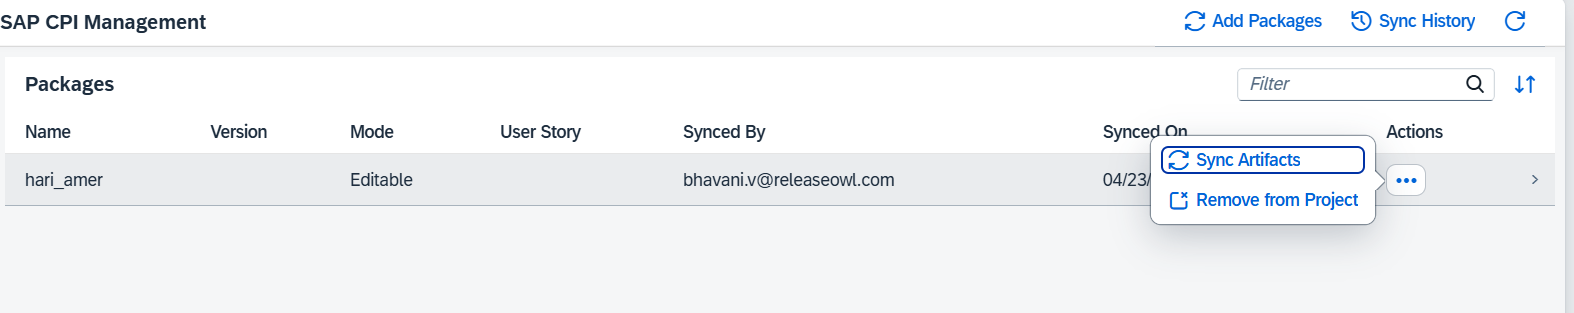 SAP CPI Management
Add Packages
Sync History
Packages
Filter
Name Version Mode User Story Synced By Synced On Actions
hari_amer Editable bhavani.v@releaseowl.com 04/23/
Sync Artifacts
Remove from Project